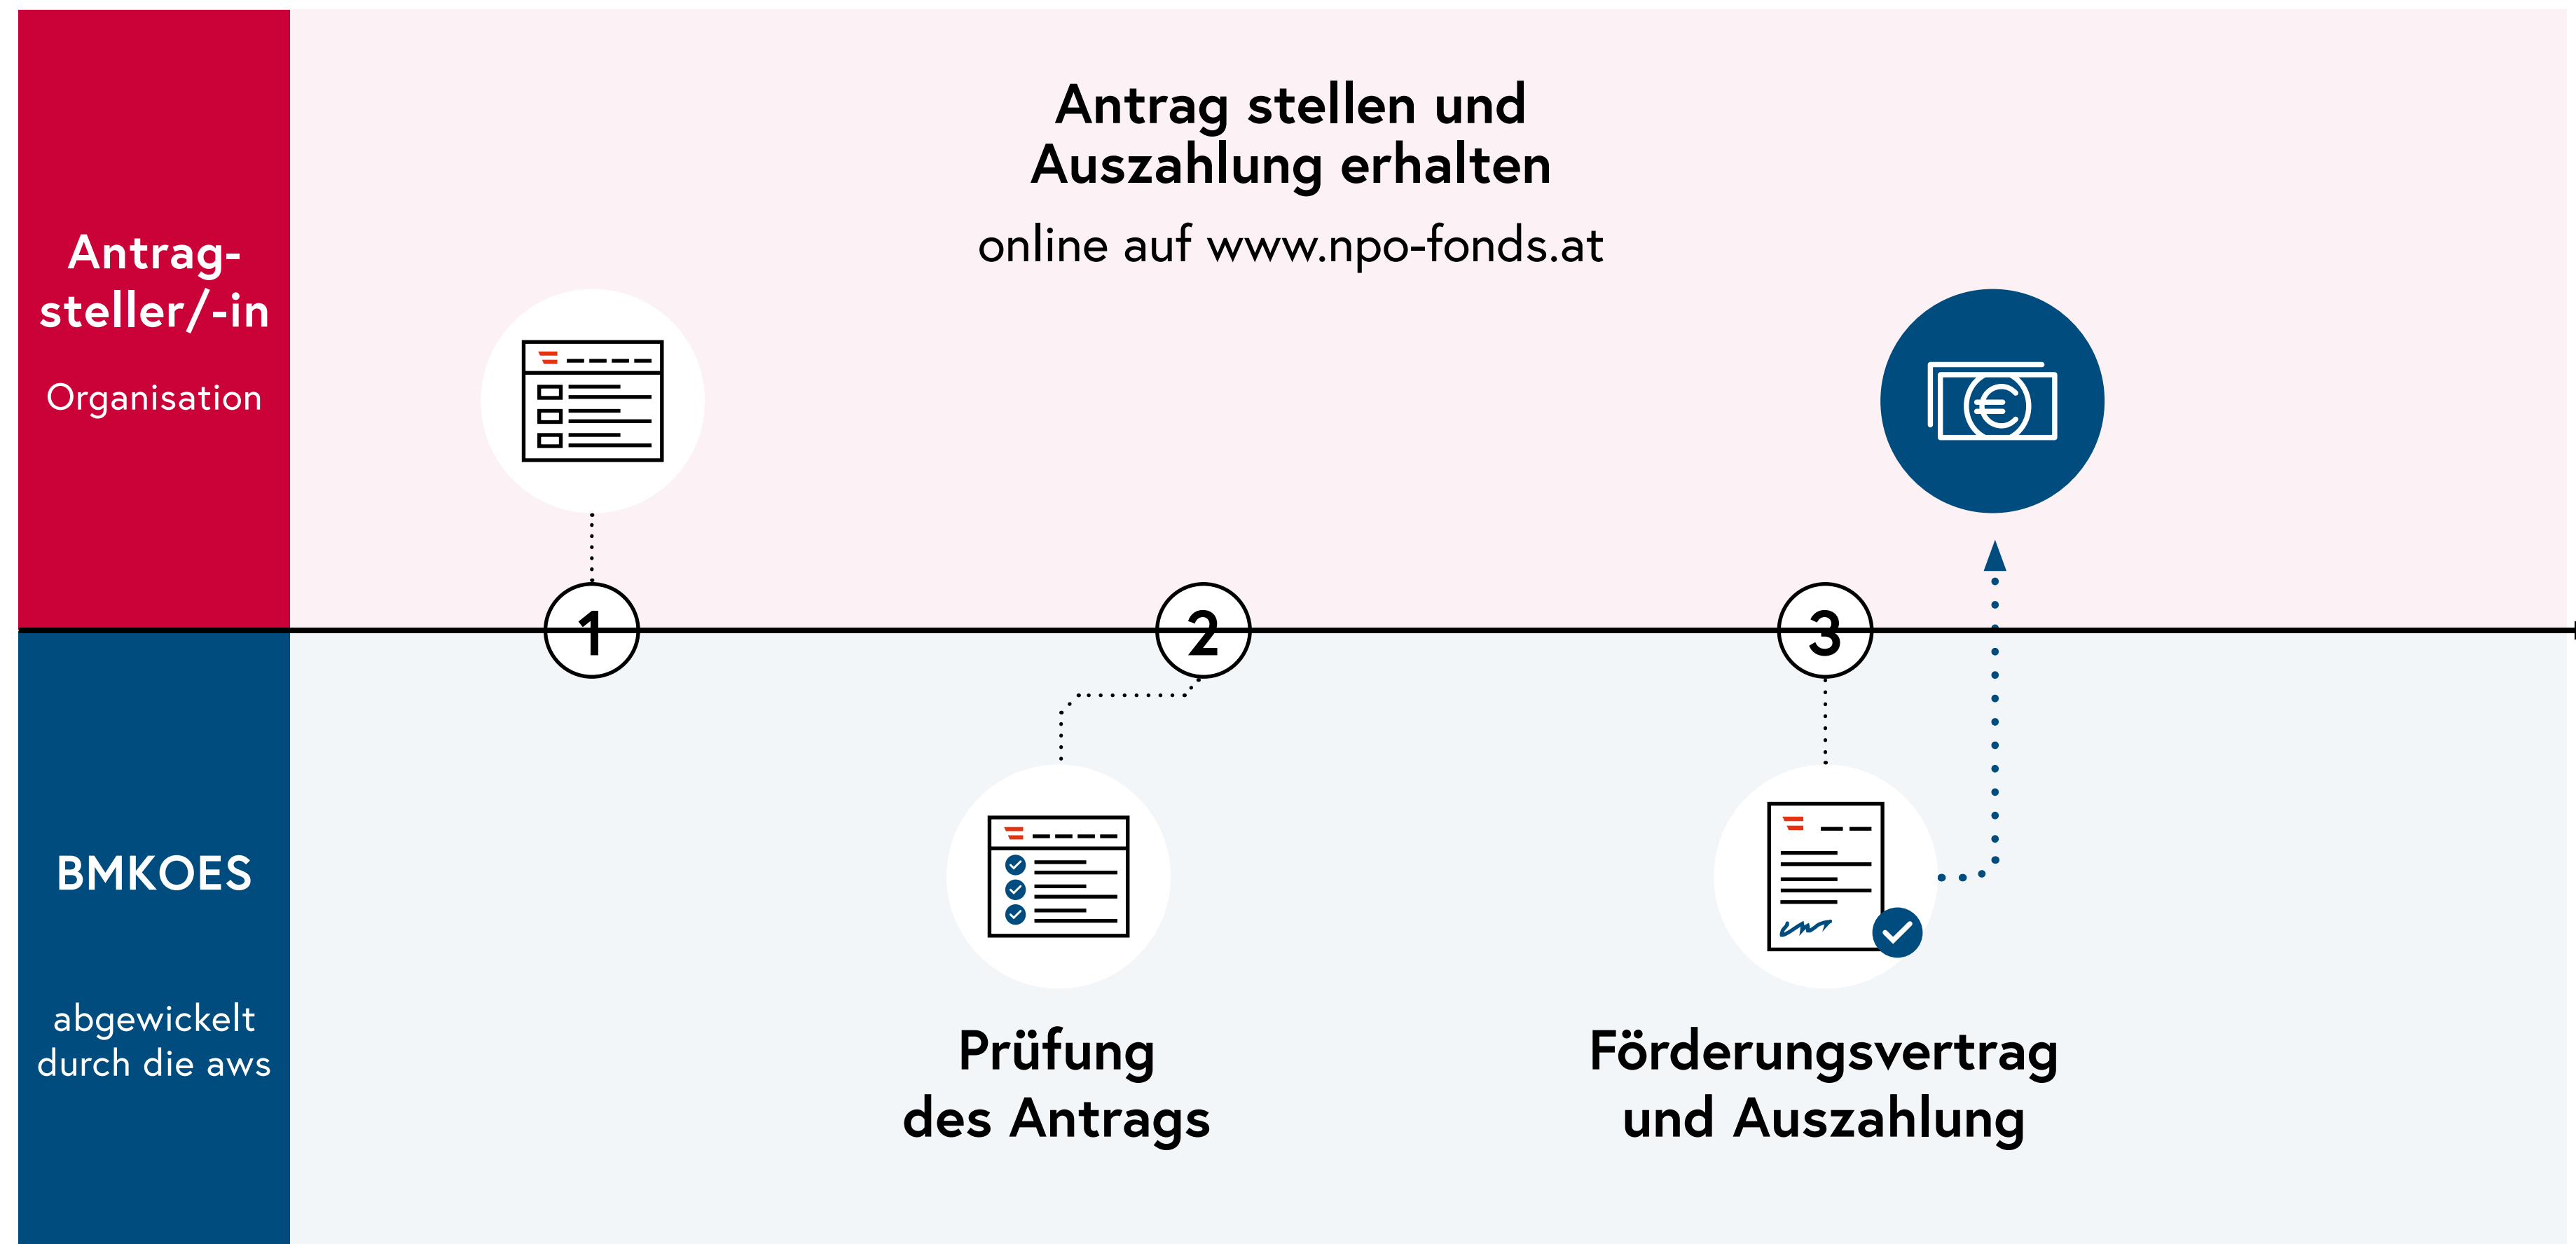 Antrag stellen und
Auszahlung erhalten
online auf www.npo-fonds.at
Antrag-
steller/-in
Organisation
1
2
3
BMKOES
abgewickelt
durch die aws
Prüfung
des Antrags
Förderungsvertrag
und Auszahlung